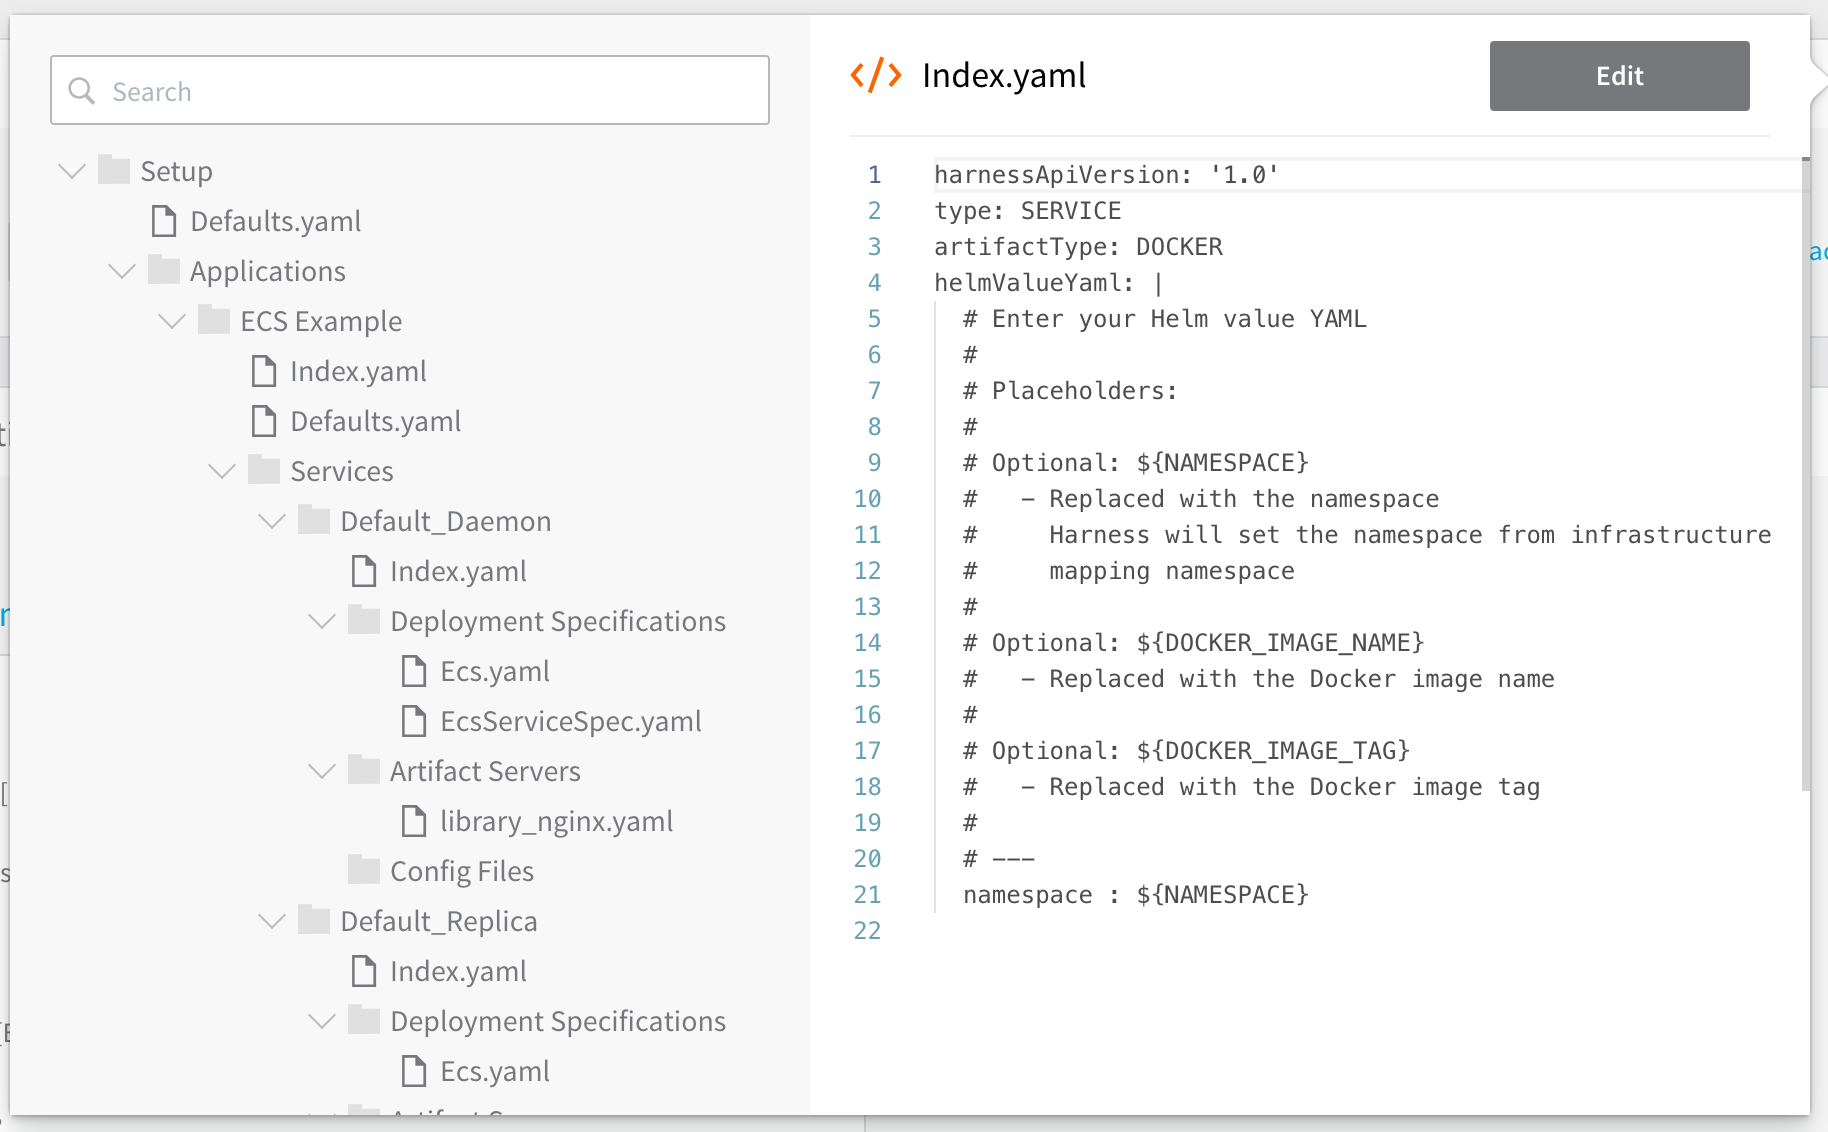 Search
Setup
Defaults.yaml
Applications
ECS Example
Index.yaml
Defaults.yaml
Services
Default_Daemon
Index.yaml
Deployment Specifications
Ecs.yaml
EcsServiceSpec.yaml
Artifact Servers
library_nginx.yaml
Config Files
Default_Replica
Index.yaml
Deployment Specifications
Ecs.yaml
</> Index.yaml
Edit
1 harnessApiVersion: '1.0'
2 type: SERVICE
3 artifactType: DOCKER
4 helmValueYaml: |
5   # Enter your Helm value YAML
6   #
7   # Placeholders:
8   #
9   # Optional: ${NAMESPACE}
10   #   - Replaced with the namespace
11   #     Harness will set the namespace from infrastructure
12   #     mapping namespace
13   #
14   # Optional: ${DOCKER_IMAGE_NAME}
15   #   - Replaced with the Docker image name
16   #
17   # Optional: ${DOCKER_IMAGE_TAG}
18   #   - Replaced with the Docker image tag
19   #
20   # ---
21   namespace : ${NAMESPACE}
22